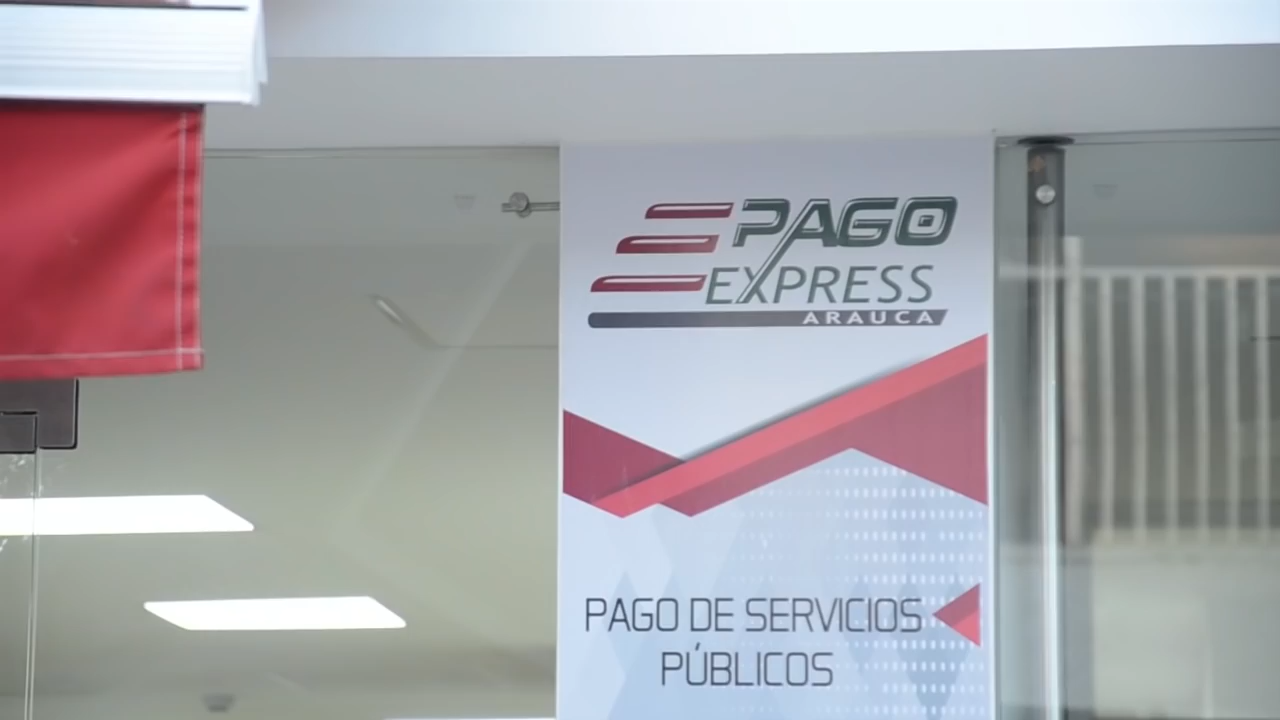 PAGO
EXPRESS
ARAUCA
PAGO DE SERVICIOS
PÚBLICOS